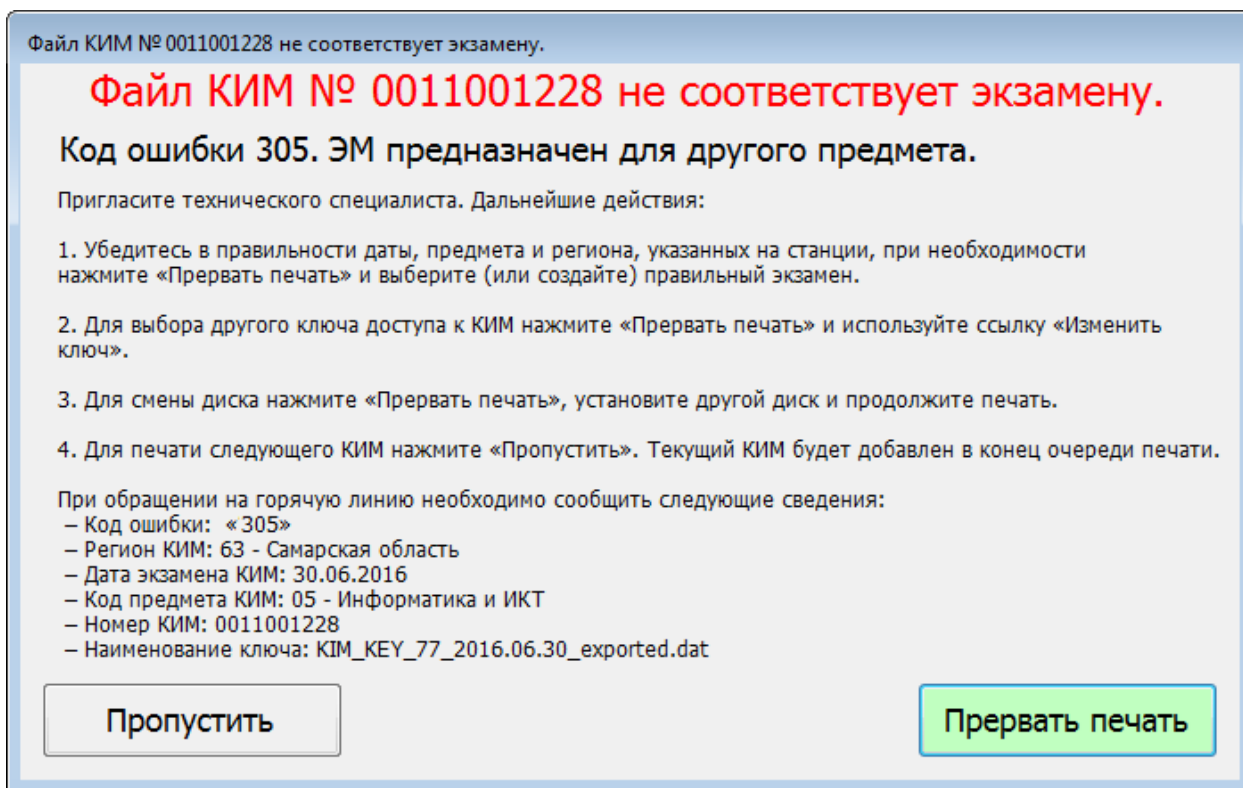 Файл КИМ № 0011001228 не соответствует экзамену.
Файл КИМ № 0011001228 не соответствует экзамену.
Код ошибки 305. ЭМ предназначен для другого предмета.
Пригласите технического специалиста. Дальнейшие действия:
1. Убедитесь в правильности даты, предмета и региона, указанных на станции, при необходимости
нажмите «Прервать печать» и выберите (или создайте) правильный экзамен.
2. Для выбора другого ключа доступа к КИМ нажмите «Прервать печать» и используйте ссылку «Изменить
ключ».
3. Для смены диска нажмите «Прервать печать», установите другой диск и продолжите печать.
4. Для печати следующего КИМ нажмите «Пропустить». Текущий КИМ будет добавлен в конец очереди печати.
При обращении на горячую линию необходимо сообщить следующие сведения:
– Код ошибки: «305»
– Регион КИМ: 63 - Самарская область
– Дата экзамена КИМ: 30.06.2016
– Код предмета КИМ: 05 - Информатика и ИКТ
– Номер КИМ: 0011001228
– Наименование ключа: KIM_KEY_77_2016.06.30_exported.dat
Пропустить
Прервать печать